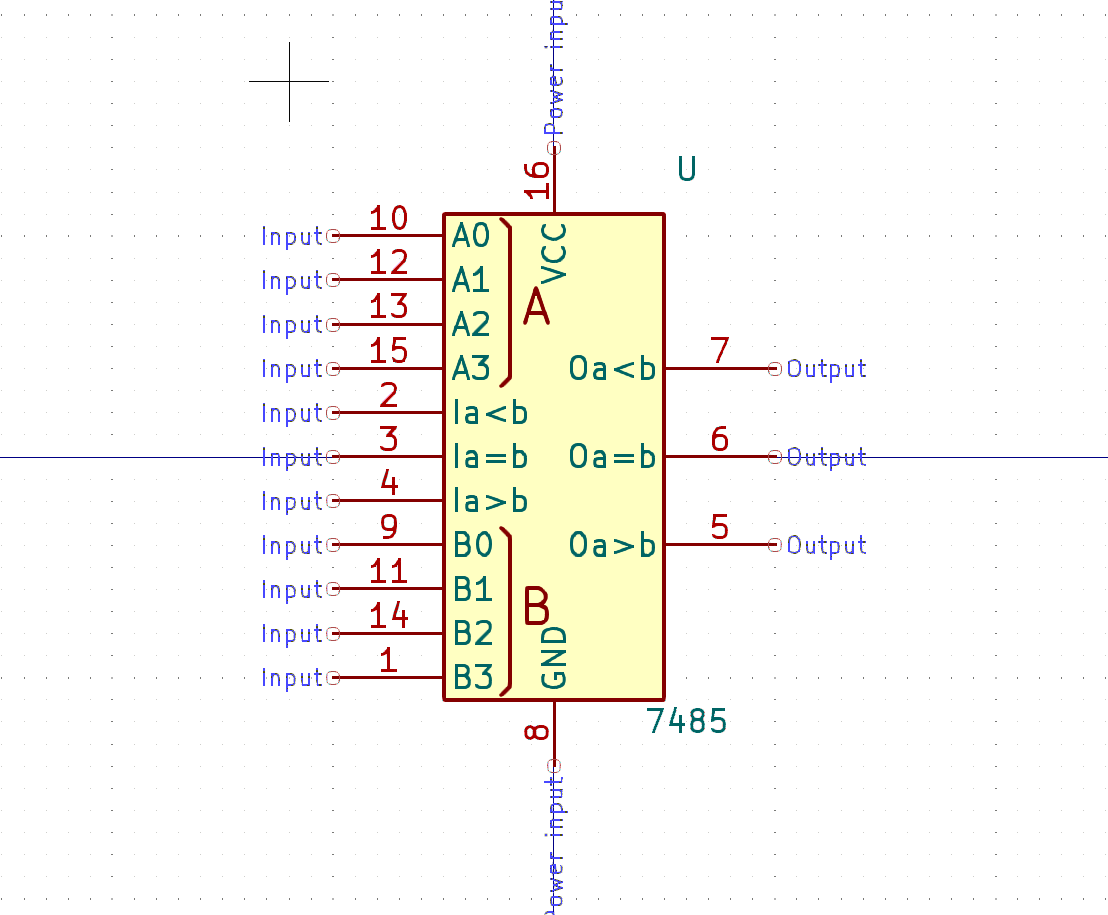 Power inpu
16
U
VCC
Input 10 A0
Input 12 A1
Input 13 A2
Input 15 A3
A
Input 2 Ia<b
Input 3 Ia=b
Input 4 Ia>b
Input 9 B0
Input 11 B1
Input 14 B2
Input 1 B3
B
Oa<b 7 Output
Oa=b 6 Output
Oa>b 5 Output
GND
7485
8
Power input